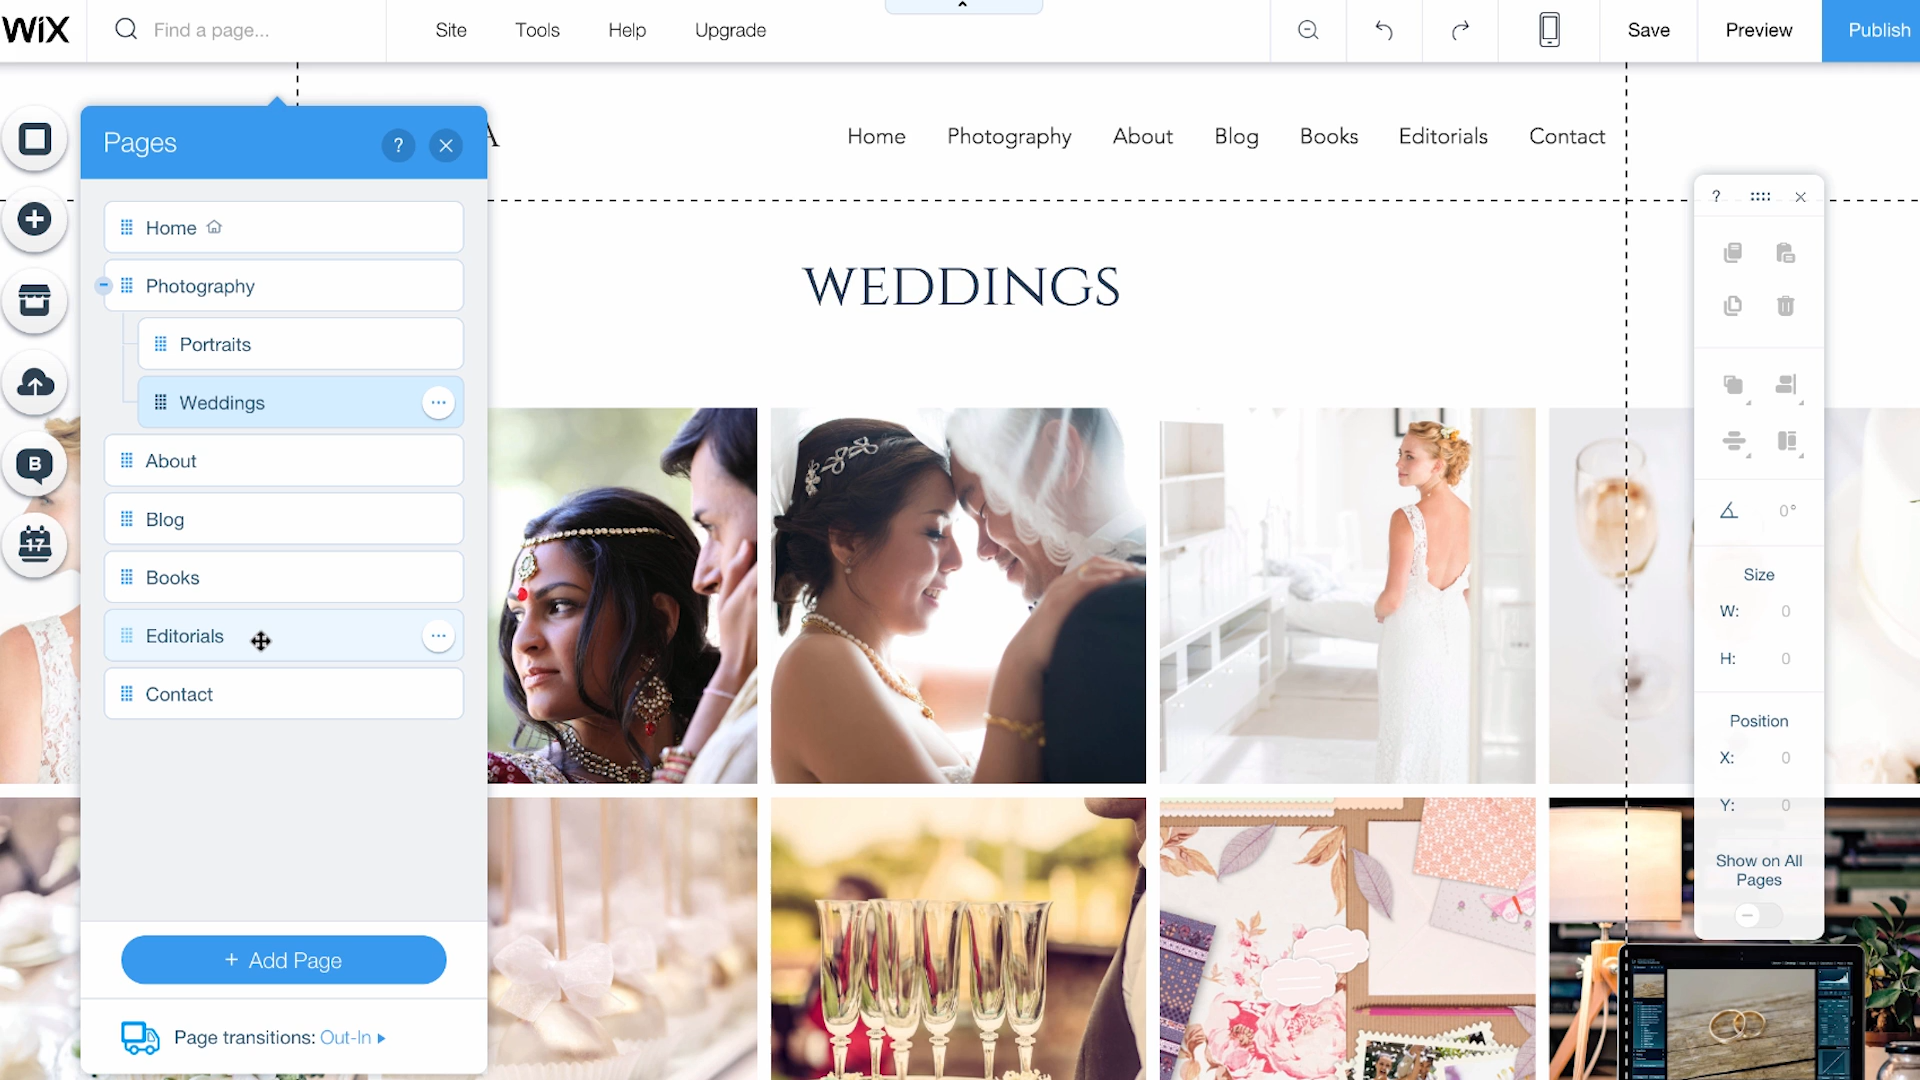 WiX
Find a page...
Site
Tools
Help
Upgrade
Save
Preview
Publish
Pages
?
A
Home
Photography
About
Blog
Books
Editorials
Contact
Home
Photography
Portraits
Weddings
About
Blog
Books
Editorials
Contact
+ Add Page
Page transitions: Out-In
B
17
WEDDINGS
?
0°
Size
W: 0
H: 0
Position
X: 0
Y: 0
Show on All
Pages